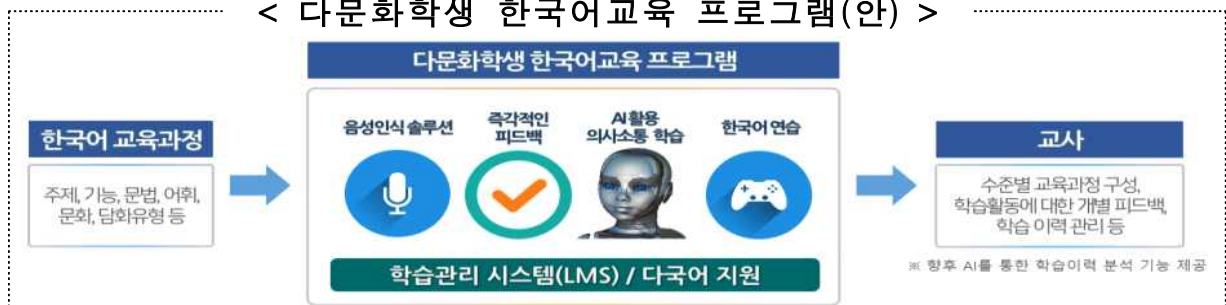 < 다문화학생 한국어교육 프로그램(안) >
다문화학생 한국어교육 프로그램
한국어 교육과정
주제, 기능, 문법, 어휘,
문화, 담화유형 등
음성인식 솔루션
즉각적인
피드백
AI활용
의사소통 학습
한국어 연습
학습관리 시스템(LMS) / 다국어 지원
교사
수준별 교육과정 구성,
학습활동에 대한 개별 피드백,
학습 이력 관리 등
※ 향후 AI를 통한 학습이력 분석 기능 제공